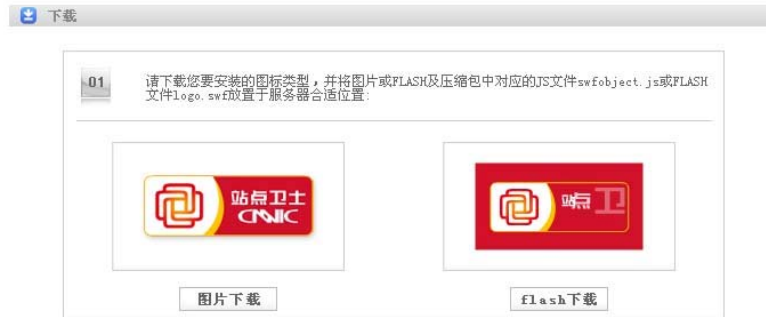 下载
01
请下载您要安装的图标类型，并将图片或FLASH及压缩包中对应的JS文件swfobject.js或FLASH
文件logo.swf放置于服务器合适位置:
站点卫士
CNNIC
站点卫
图片下载
flash下载